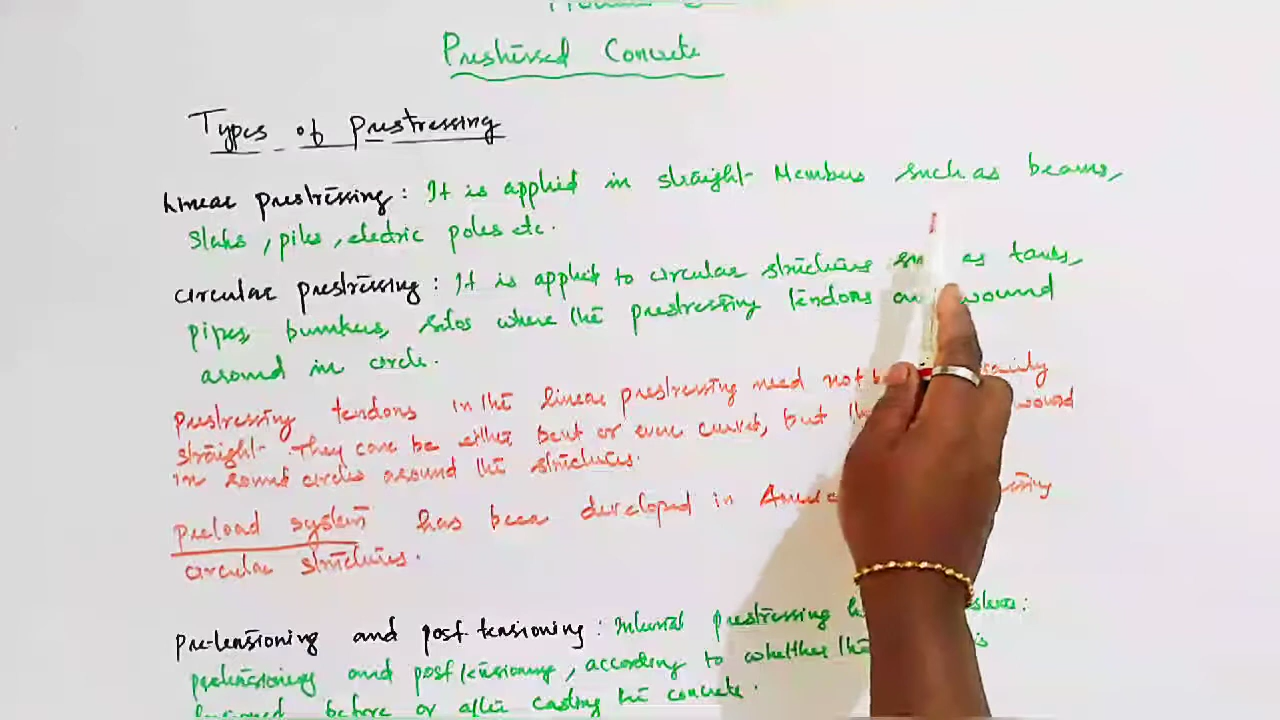 Prestressed Concrete
Types of Prestressing
Linear prestressing: It is applied in straight Members such as beams,
Slabs, piles, electric poles etc.
circular prestressing: It is applied to circular structures as tanks,
pipes, bunkers, silos where the prestressing tendons wound
around in circle.
Prestressing tendons in the linear prestressing need not
straight. They can be either bent or even curved, but wound
in round circles around the structures.
preload system has been developed in
circular structures.
Pre-tensioning and post-tensioning: Internal prestressing
pretensioning and post tensioning, according to whether the is
before or after casting the concrete.